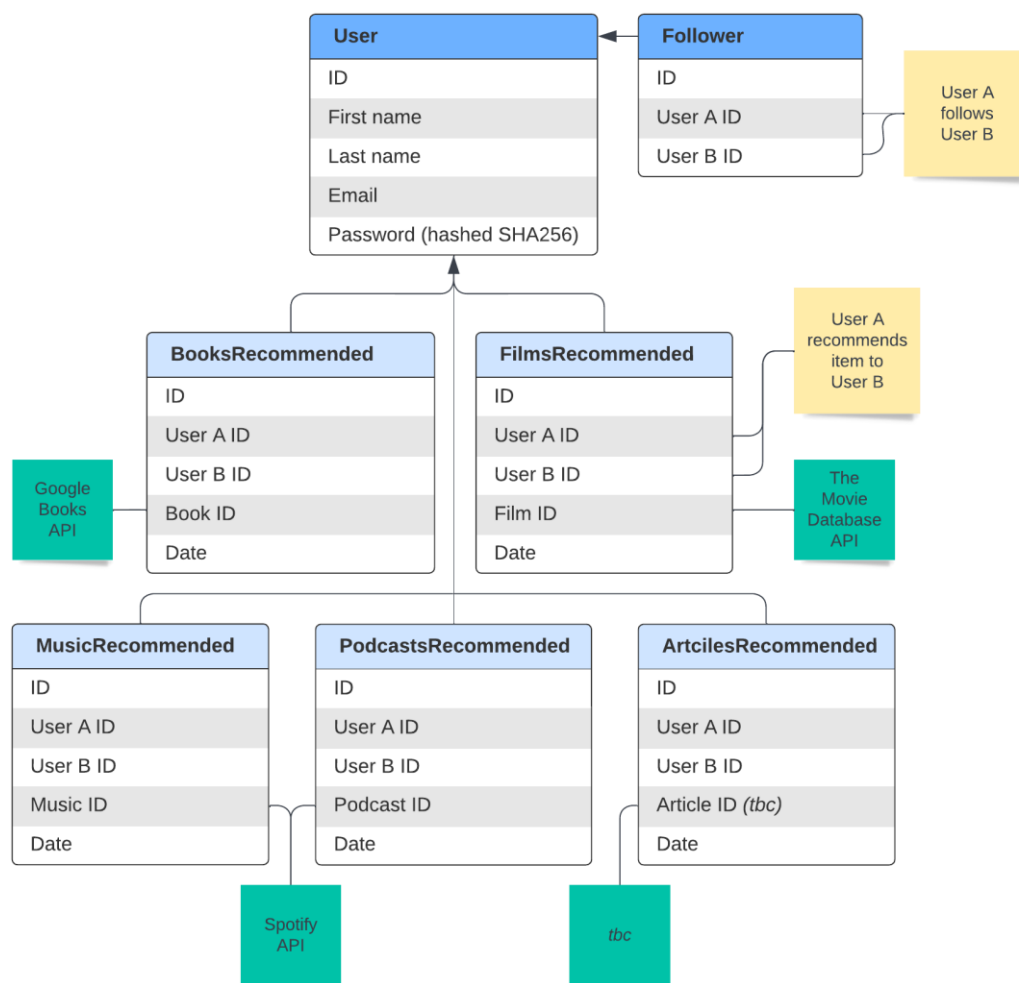 User
ID
First name
Last name
Email
Password (hashed SHA256)
Follower
ID
User A ID
User B ID
User A
follows
User B
BooksRecommended
ID
User A ID
User B ID
Book ID
Date
Google
Books
API
FilmsRecommended
ID
User A ID
User B ID
Film ID
Date
User A
recommends
item to
User B
The
Movie
Database
API
MusicRecommended
ID
User A ID
User B ID
Music ID
Date
PodcastsRecommended
ID
User A ID
User B ID
Podcast ID
Date
ArtcilesRecommended
ID
User A ID
User B ID
Article ID (tbc)
Date
Spotify
API
tbc